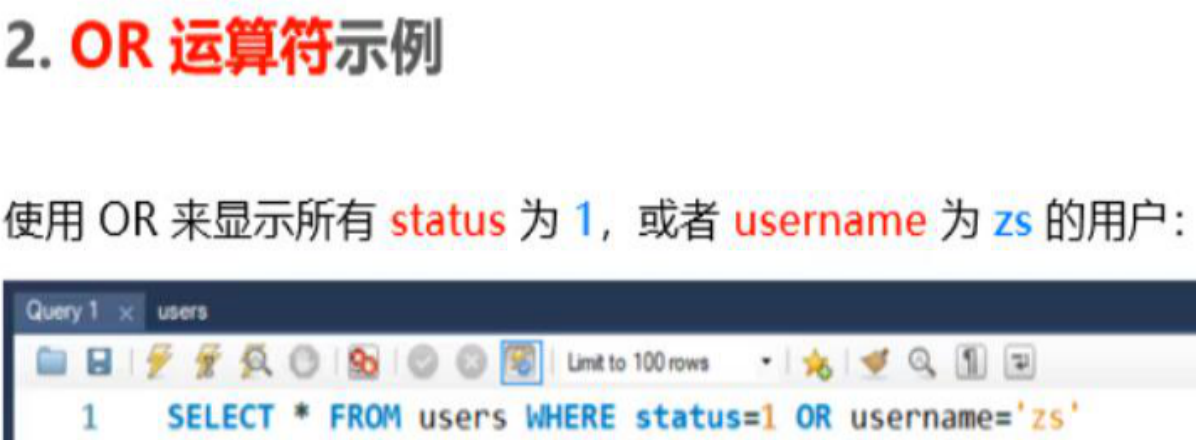 2. OR 运算符示例
使用 OR 来显示所有 status 为 1，或者 username 为 zs 的用户：
Query 1 × users
Limit to 100 rows
1 SELECT * FROM users WHERE status=1 OR username='zs'